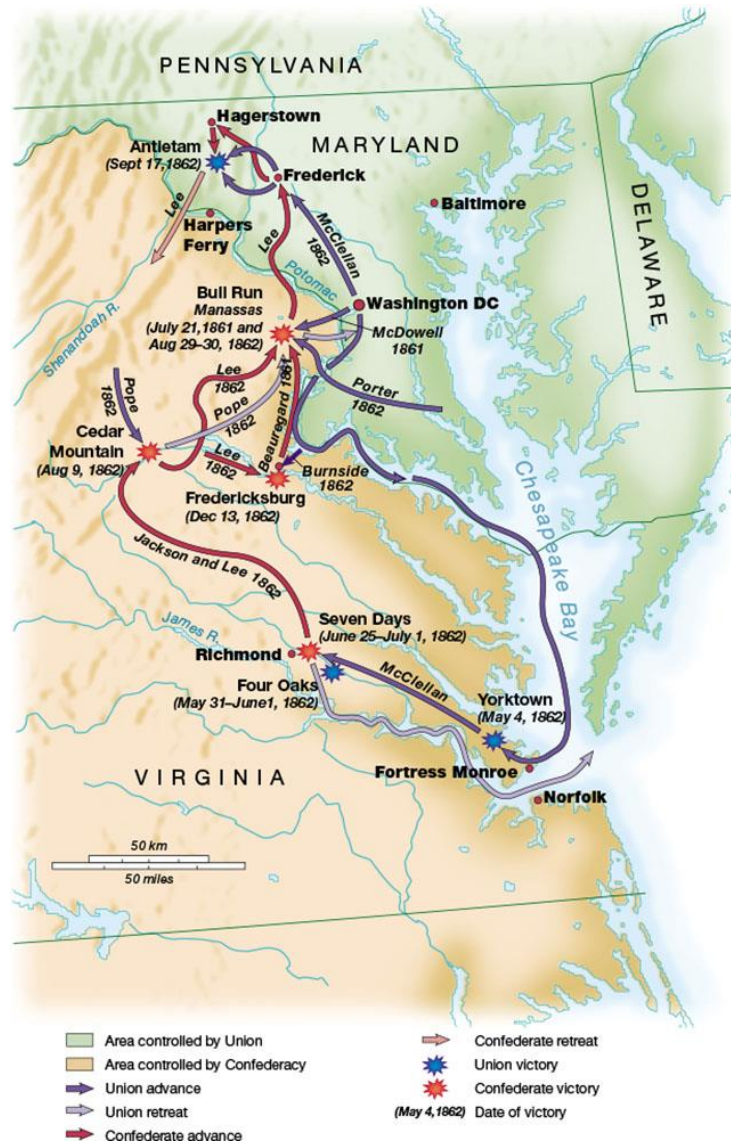 PENNSYLVANIA
Hagerstown
MARYLAND
Antietam
(Sept 17,1862)
Frederick
Baltimore
DELAWARE
Lee
Harpers
Ferry
Lee
McClellan
1862
Potomac
Bull Run
Manassas
(July 21,1861 and
Aug 29–30, 1862)
Washington DC
McDowell
1861
Shenandoah R.
Pope
1862
Lee
1862
Pope
1862
Beauregard 1861
Porter
1862
Cedar
Mountain
(Aug 9, 1862)
Lee
1862
Burnside
1862
Fredericksburg
(Dec 13, 1862)
Chesapeake Bay
Jackson and Lee 1862
James R.
Seven Days
(June 25–July 1, 1862)
Richmond
McClellan
Four Oaks
(May 31–June1, 1862)
Yorktown
(May 4, 1862)
Fortress Monroe
Norfolk
VIRGINIA
50 km
50 miles
Area controlled by Union
Area controlled by Confederacy
Union advance
Union retreat
Confederate advance
Confederate retreat
Union victory
Confederate victory
(May 4,1862) Date of victory